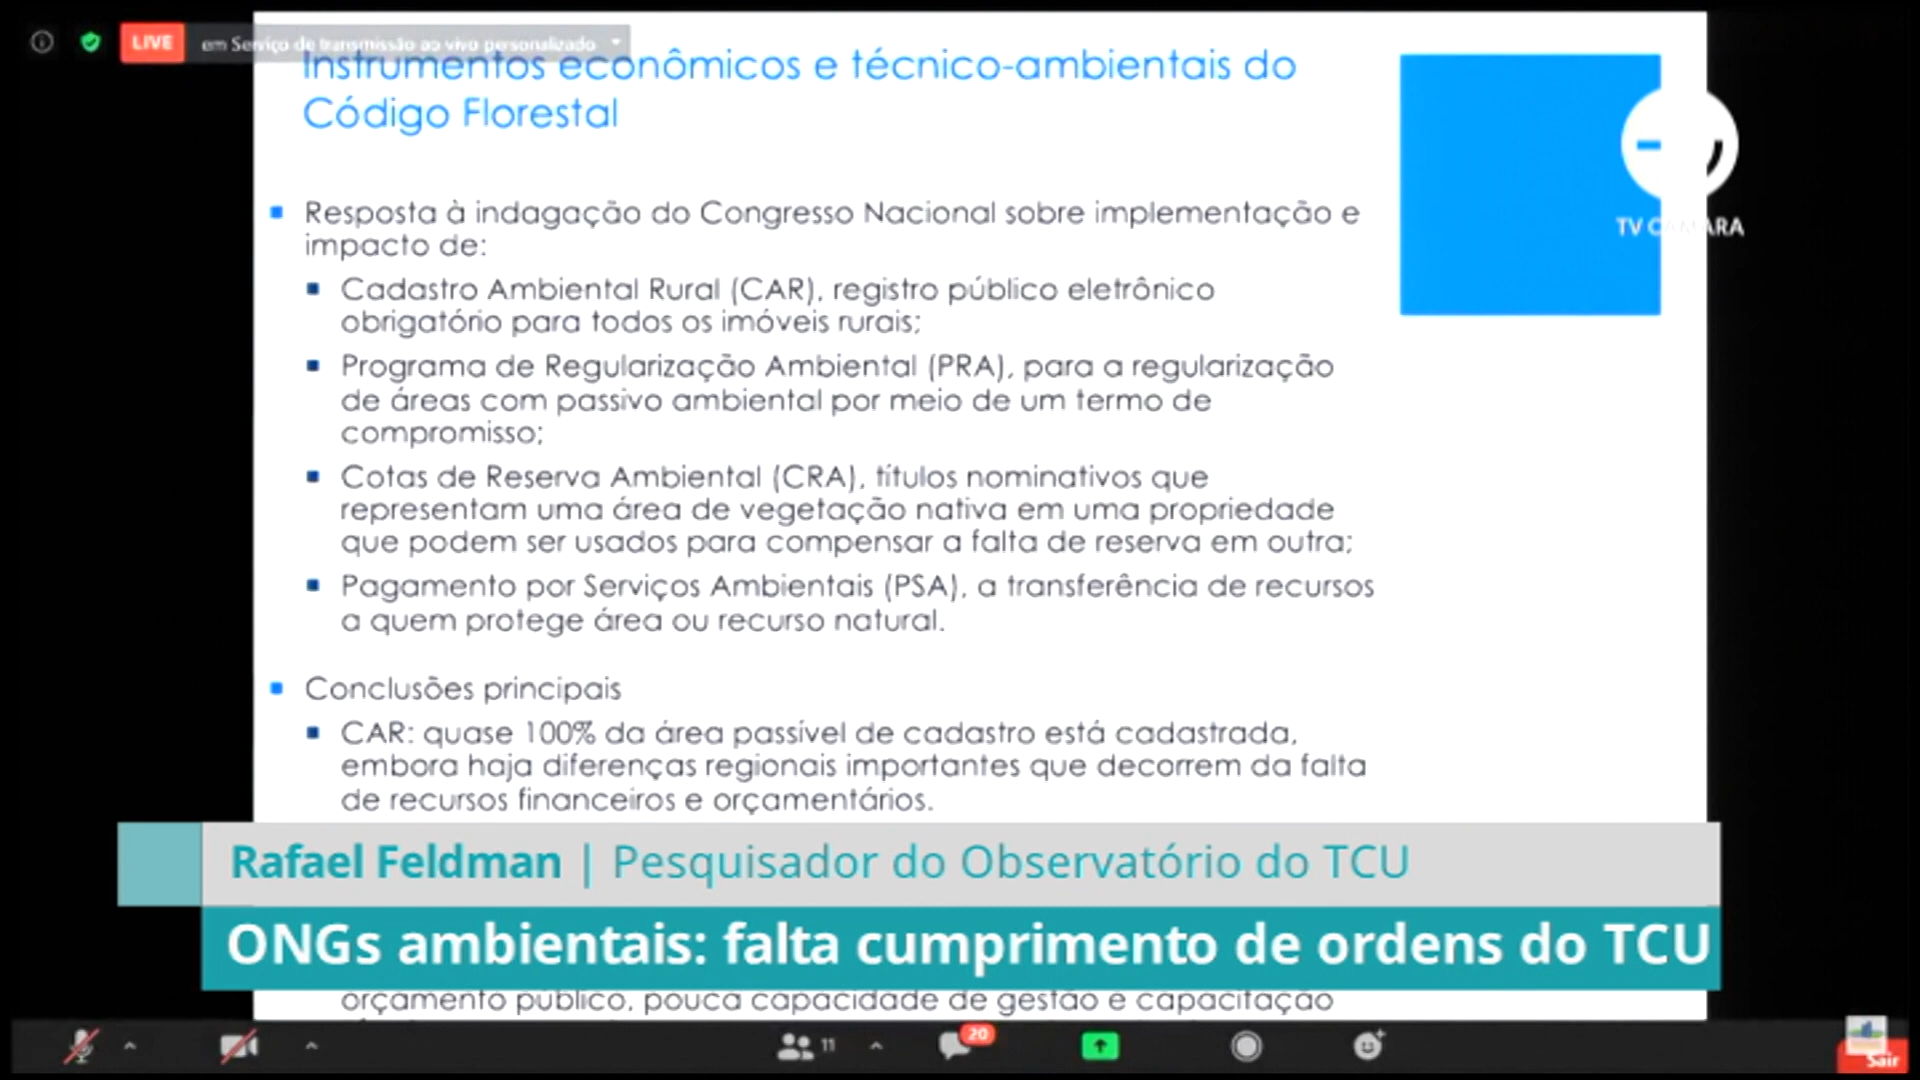 LIVE
em Serviço de transmissão ao vivo personalizado
Instrumentos econômicos e técnico-ambientais do
Código Florestal
TV CÂMARA
Resposta à indagação do Congresso Nacional sobre implementação e
impacto de:
Cadastro Ambiental Rural (CAR), registro público eletrônico
obrigatório para todos os imóveis rurais;
Programa de Regularização Ambiental (PRA), para a regularização
de áreas com passivo ambiental por meio de um termo de
compromisso;
Cotas de Reserva Ambiental (CRA), títulos nominativos que
representam uma área de vegetação nativa em uma propriedade
que podem ser usados para compensar a falta de reserva em outra;
Pagamento por Serviços Ambientais (PSA), a transferência de recursos
a quem protege área ou recurso natural.
Conclusões principais
CAR: quase 100% da área passível de cadastro está cadastrada,
embora haja diferenças regionais importantes que decorrem da falta
de recursos financeiros e orçamentários.
Rafael Feldman | Pesquisador do Observatório do TCU
ONGs ambientais: falta cumprimento de ordens do TCU
orçamento público, pouca capacidade de gestão e capacitação
11
20
Sair